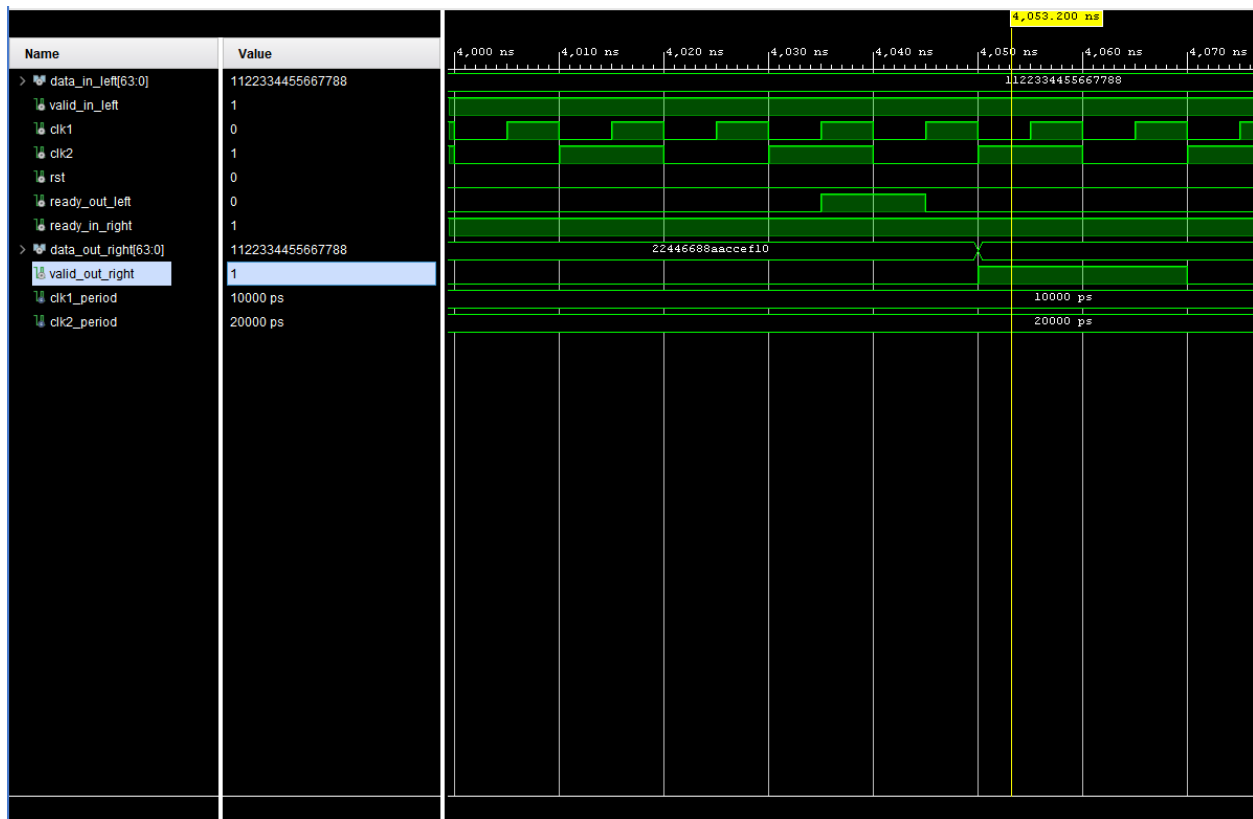 4,053.200 ns
Name Value 4,000 ns 4,010 ns 4,020 ns 4,030 ns 4,040 ns 4,050 ns 4,060 ns 4,070 ns
data_in_left[63:0] 1122334455667788 1122334455667788
valid_in_left 1
clk1 0
clk2 1
rst 0
ready_out_left 0
ready_in_right 1
data_out_right[63:0] 1122334455667788 22446688aaccef10
valid_out_right 1
clk1_period 10000 ps 10000 ps
clk2_period 20000 ps 20000 ps